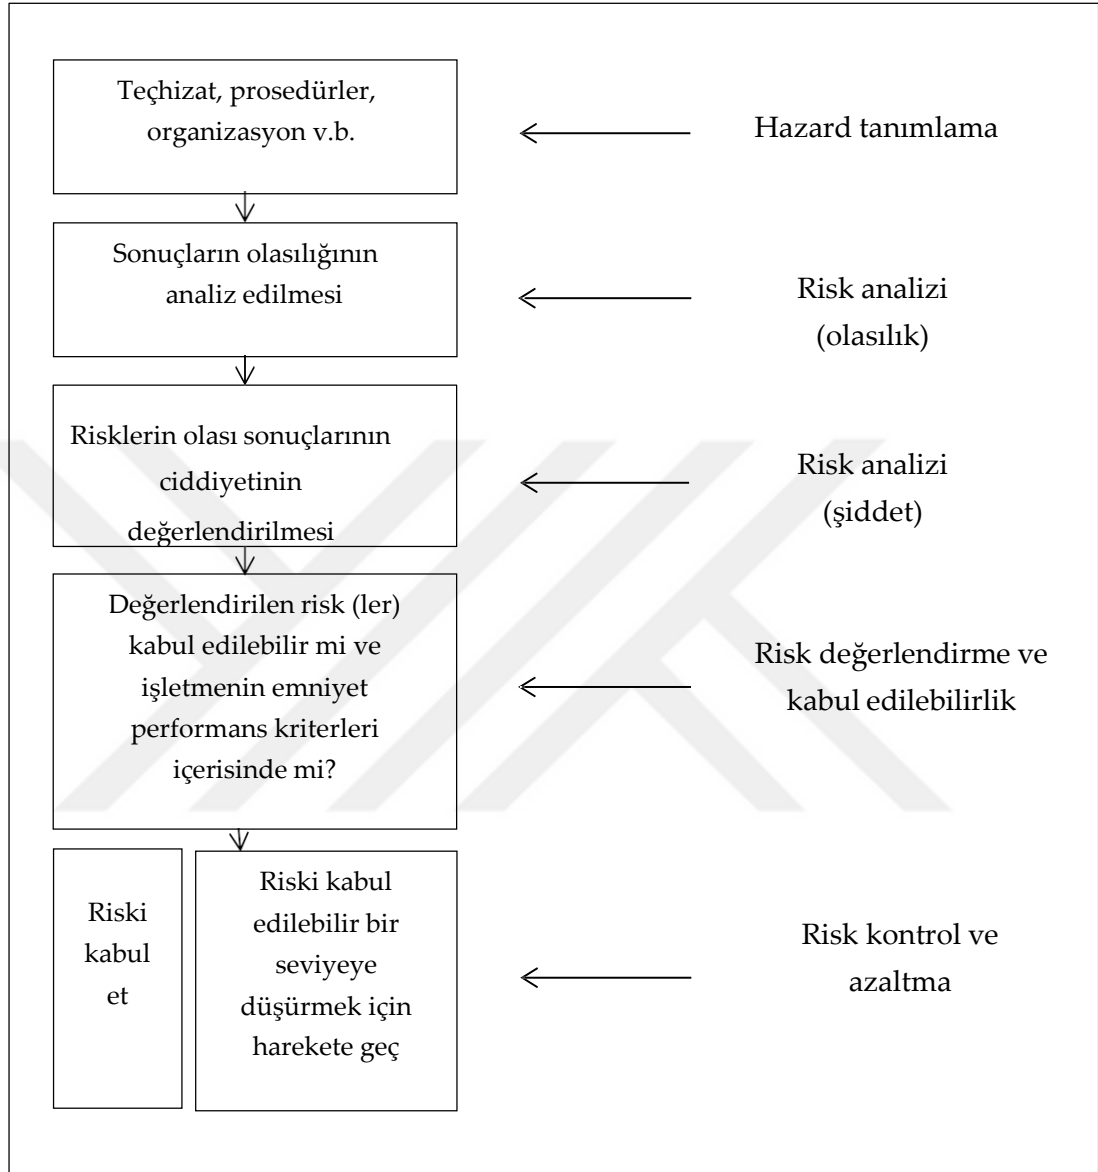 Teçhizat, prosedürler,
organizasyon v.b.
Hazard tanımlama
Sonuçların olasılığının
analiz edilmesi
Risk analizi
(olasılık)
Risklerin olası sonuçlarının
ciddiyetinin
değerlendirilmesi
Risk analizi
(şiddet)
Değerlendirilen risk (ler)
kabul edilebilir mi ve
işletmenin emniyet
performans kriterleri
içerisinde mi?
Risk değerlendirme ve
kabul edilebilirlik
Riski
kabul
et
Riski kabul
edilebilir bir
seviyeye
düşürmek için
harekete geç
Risk kontrol ve
azaltma